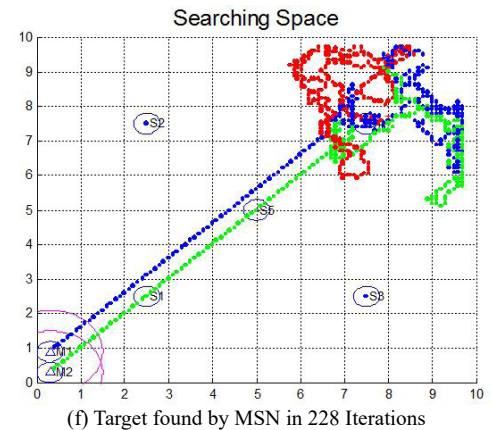 Searching Space
10
9
8
7
6
5
4
3
2
1
0
S2
S5
S1
S3
M1
M2
0 1 2 3 4 5 6 7 8 9 10
(f) Target found by MSN in 228 Iterations